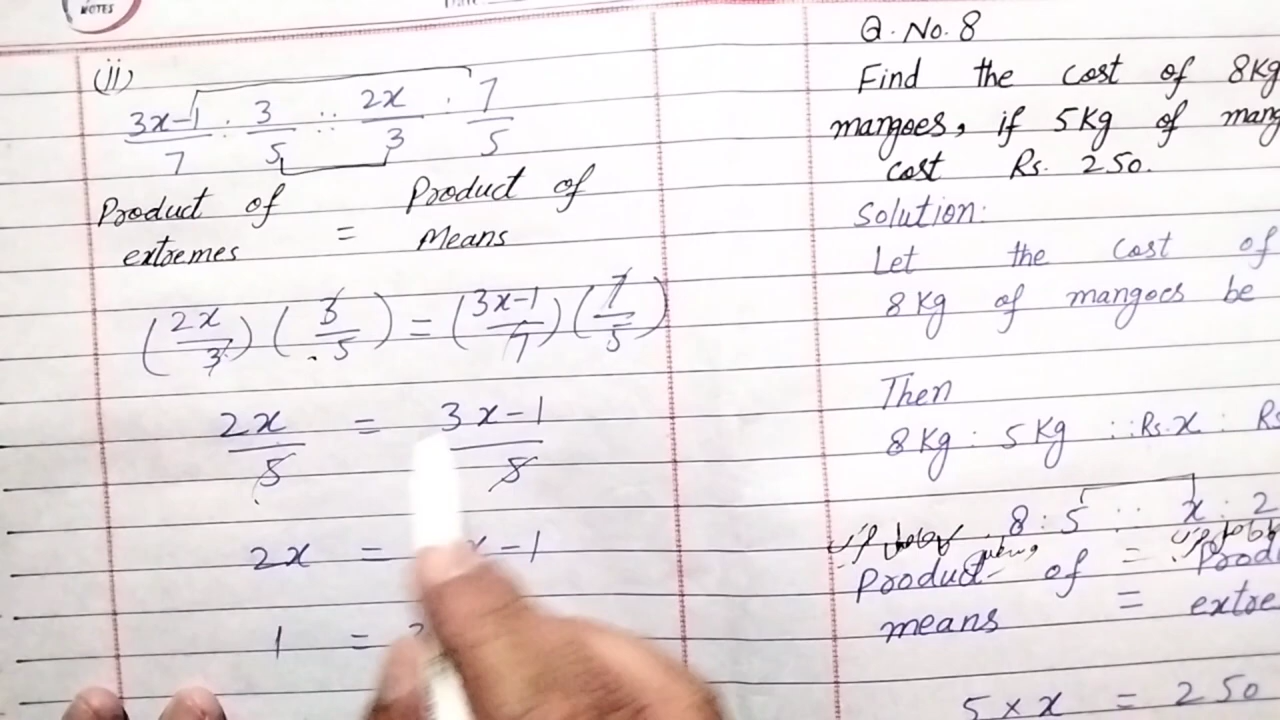 NOTES
(ii)
3x-1/7 : 3/5 :: 2x/3 : 7/5
Product of = Product of
extremes means
(2x/3) (3/5) = (3x-1/7) (7/5)
2x/5 = 3x-1/5
2x = x-1
1 =
Q. No. 8
Find the cost of 8Kg
mangoes, if 5Kg of
cost Rs. 250.
Solution:
Let the cost of
8Kg of mangoes be
Then
8Kg : 5Kg :: Rs.x : Rs
8 : 5 :: x : 2
Product of =
means = 
5 × x = 250